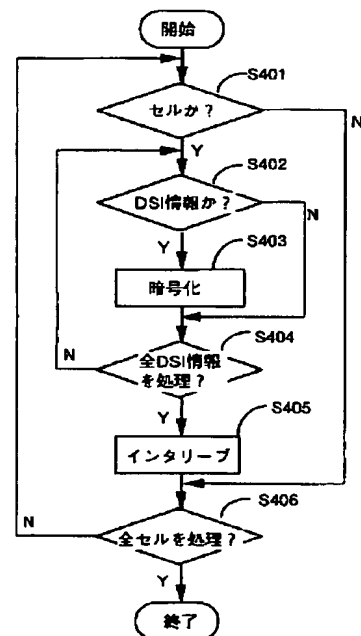 開始
S401
セルか？
N
Y
S402
DSI情報か？
N
Y
S403
暗号化
S404
N
全DSI情報
を処理？
Y
S405
インタリーブ
S406
N
全セルを処理？
Y
終了